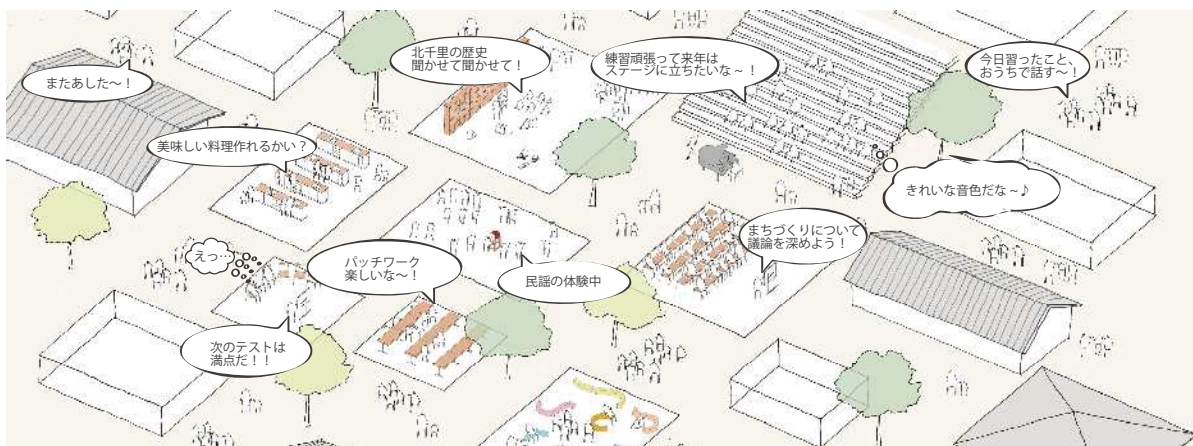 またあした～！
北千里の歴史
聞かせて聞かせて！
練習頑張って来年は
ステージに立ちたいな～！
今日習ったこと、
おうちで話す～！
美味しい料理作れるかい？
きれいな音色だな～♪
まちづくりについて
議論を深めよう！
えっ…
パッチワーク
楽しいな～！
民謡の体験中
次のテストは
満点だ！！